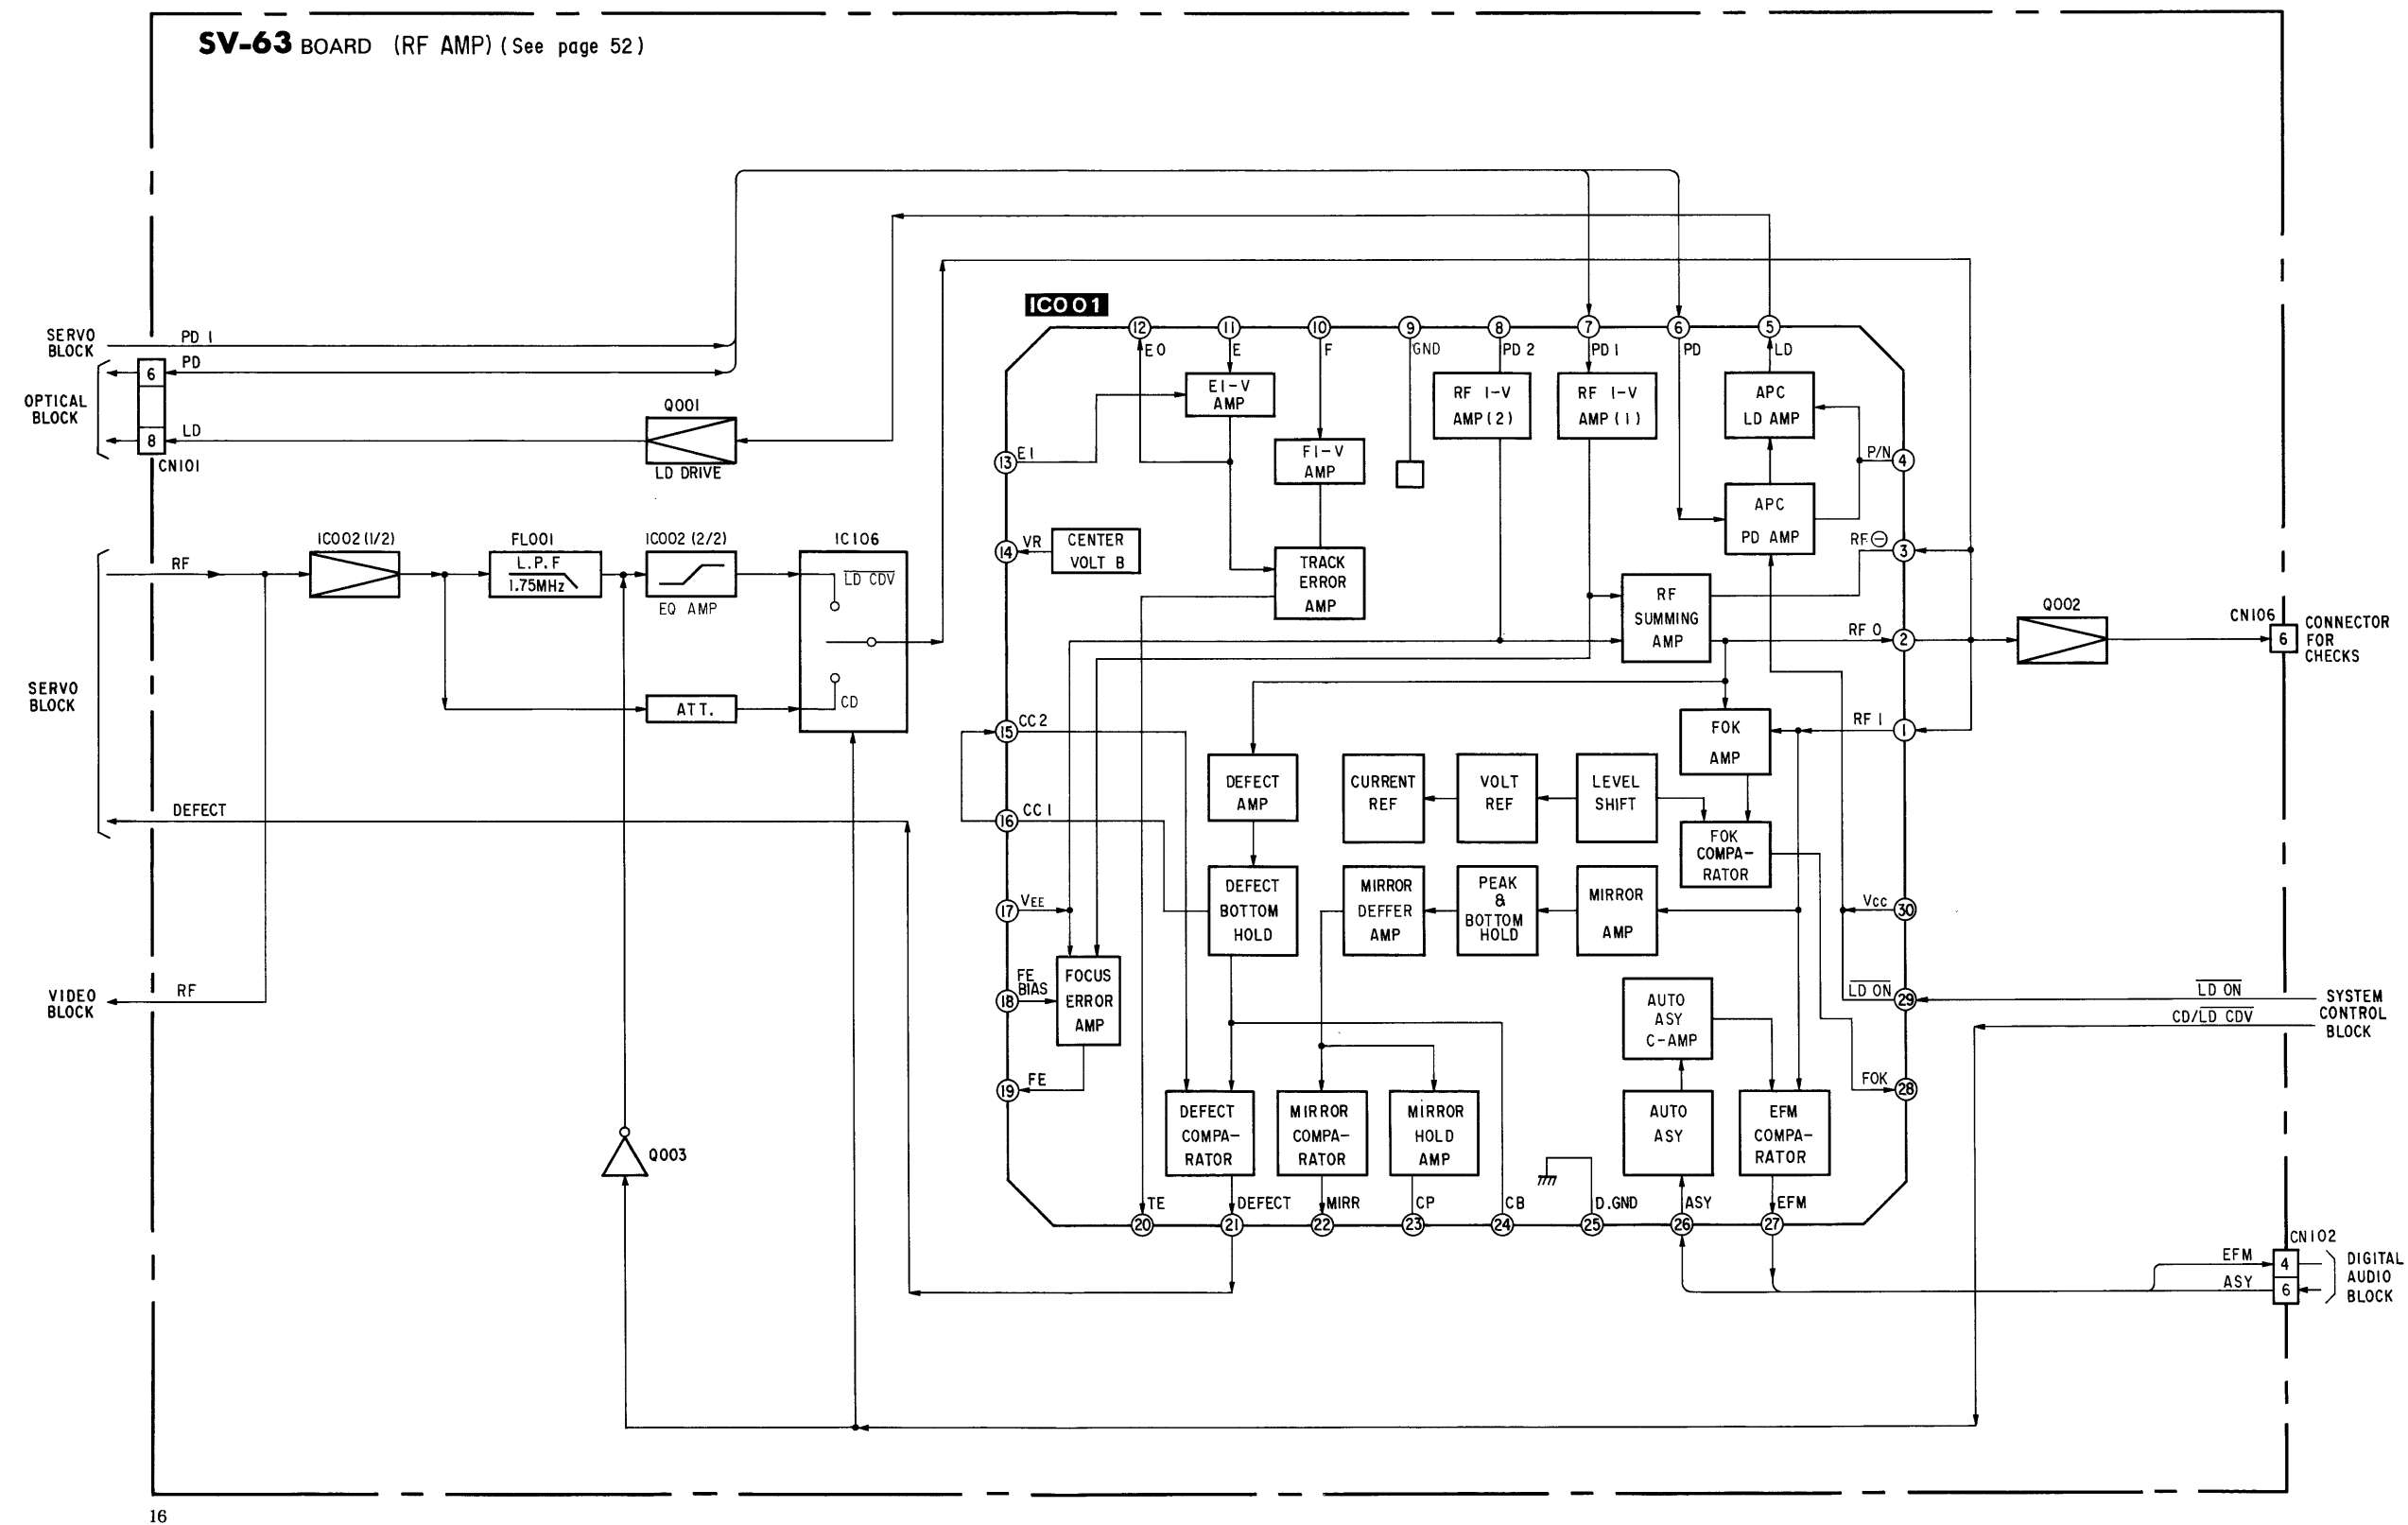 SV-63 BOARD (RF AMP) (See page 52)
SERVO
BLOCK
PD 1
PD
6
OPTICAL
BLOCK
LD
8
CN101
Q001
LD DRIVE
IC002 (1/2)
FL001
IC002 (2/2)
IC106
RF
L.P.F
1.75MHz
EQ AMP
LD CDV
CD
ATT.
SERVO
BLOCK
DEFECT
VIDEO
BLOCK
RF
Q003
IC001
12
11
10
9
8
7
6
5
EO
E
F
GND
PD 2
PD 1
PD
LD
E I-V
AMP
F I-V
AMP
RF I-V
AMP (2)
RF I-V
AMP (1)
APC
LD AMP
APC
PD AMP
P/N
4
13
EI
14
VR
CENTER
VOLT B
TRACK
ERROR
AMP
RF ⊖
3
RF
SUMMING
AMP
RF O
2
Q002
CN106
6
CONNECTOR
FOR
CHECKS
15
CC 2
16
CC 1
FOK
AMP
RF I
1
DEFECT
AMP
CURRENT
REF
VOLT
REF
LEVEL
SHIFT
FOK
COMPA-
RATOR
DEFECT
BOTTOM
HOLD
MIRROR
DEFFER
AMP
PEAK
&
BOTTOM
HOLD
MIRROR
AMP
17
VEE
Vcc
30
18
FE
BIAS
FOCUS
ERROR
AMP
19
FE
LD ON
29
LD ON
CD/LD CDV
SYSTEM
CONTROL
BLOCK
AUTO
ASY
C-AMP
FOK
28
DEFECT
COMPA-
RATOR
MIRROR
COMPA-
RATOR
MIRROR
HOLD
AMP
AUTO
ASY
EFM
COMPA-
RATOR
TE
DEFECT
MIRR
CP
CB
D.GND
ASY
EFM
20
21
22
23
24
25
26
27
CN102
EFM
4
ASY
6
DIGITAL
AUDIO
BLOCK
16